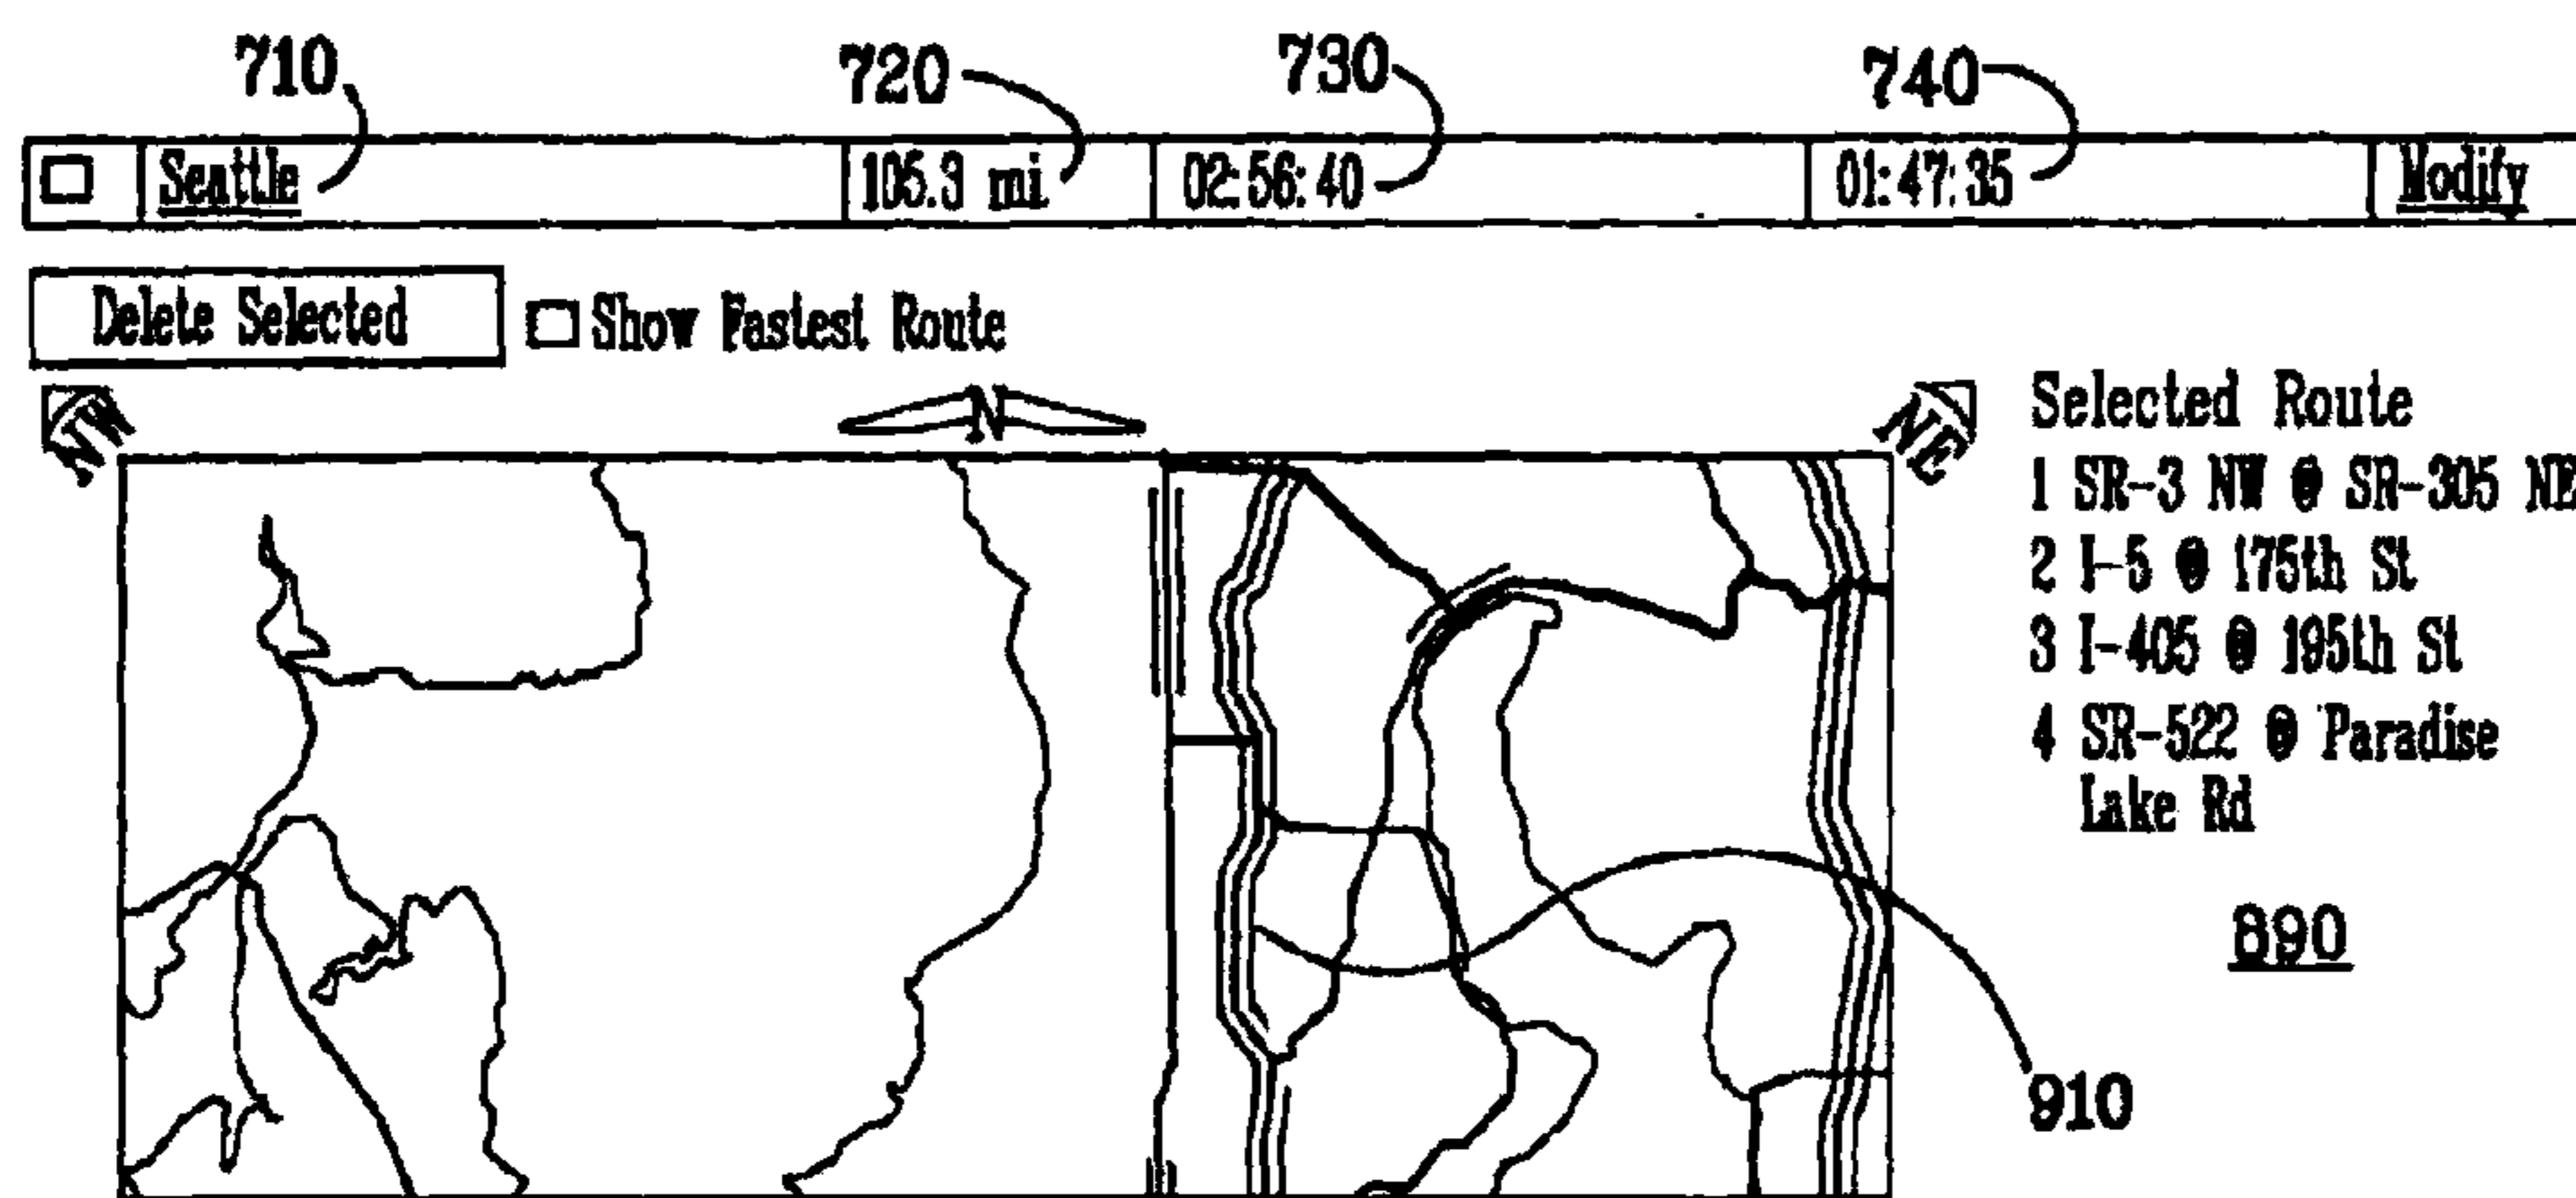 710 720 730 740
Seattle 105.3 mi 02:56:40 01:47:35 Modify
Delete Selected Show Fastest Route
NW N NE
Selected Route
1 SR-3 NW @ SR-305 NE
2 I-5 @ 175th St
3 I-405 @ 195th St
4 SR-522 @ Paradise
Lake Rd
890
910